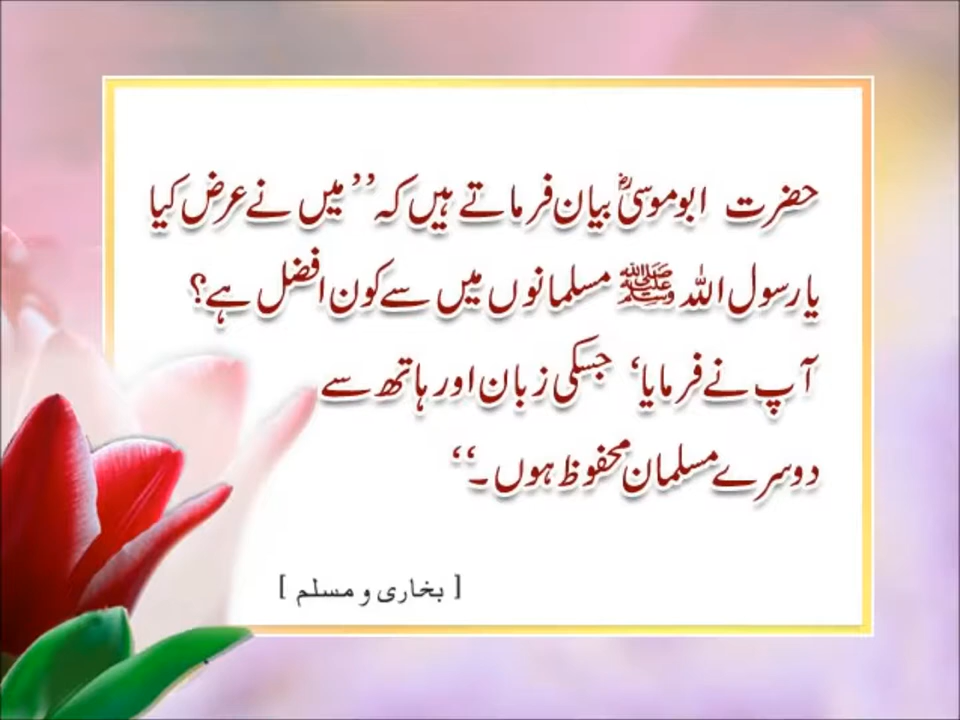 حضرت ابوموسیٰؓ بیان فرماتے ہیں کہ ’’میں نے عرض کیا
یا رسول اللہ ﷺ مسلمانوں میں سے کون افضل ہے؟
آپ نے فرمایا‘ جسکی زبان اور ہاتھ سے
دوسرے مسلمان محفوظ ہوں۔‘‘
[ بخاری و مسلم ]